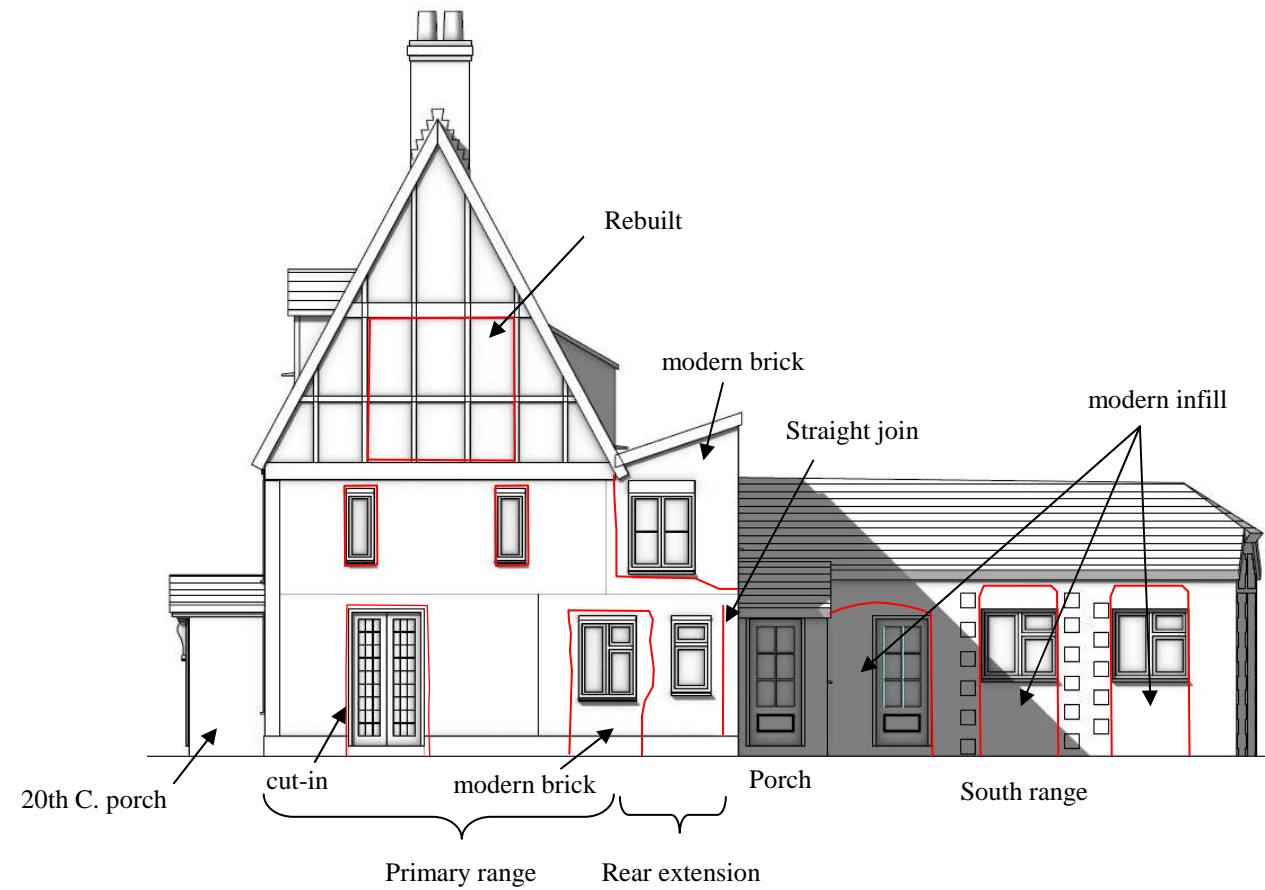 Rebuilt
modern brick
modern infill
Straight join
20th C. porch
cut-in
modern brick
Porch
South range
Primary range
Rear extension